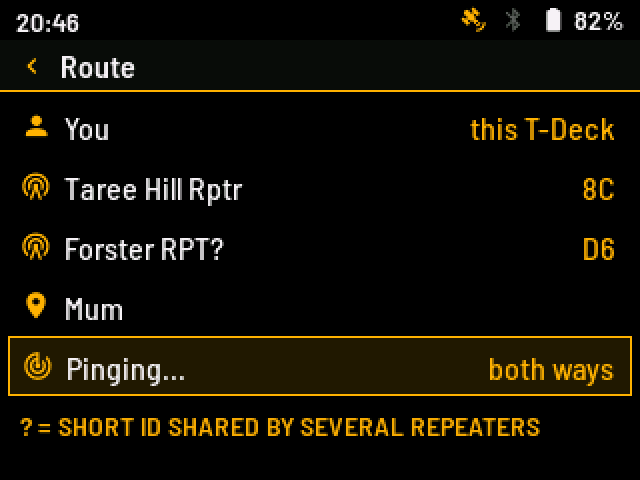 20:46
82%
Route
You this T-Deck
Taree Hill Rptr 8C
Forster RPT? D6
Mum
Pinging... both ways
? = SHORT ID SHARED BY SEVERAL REPEATERS